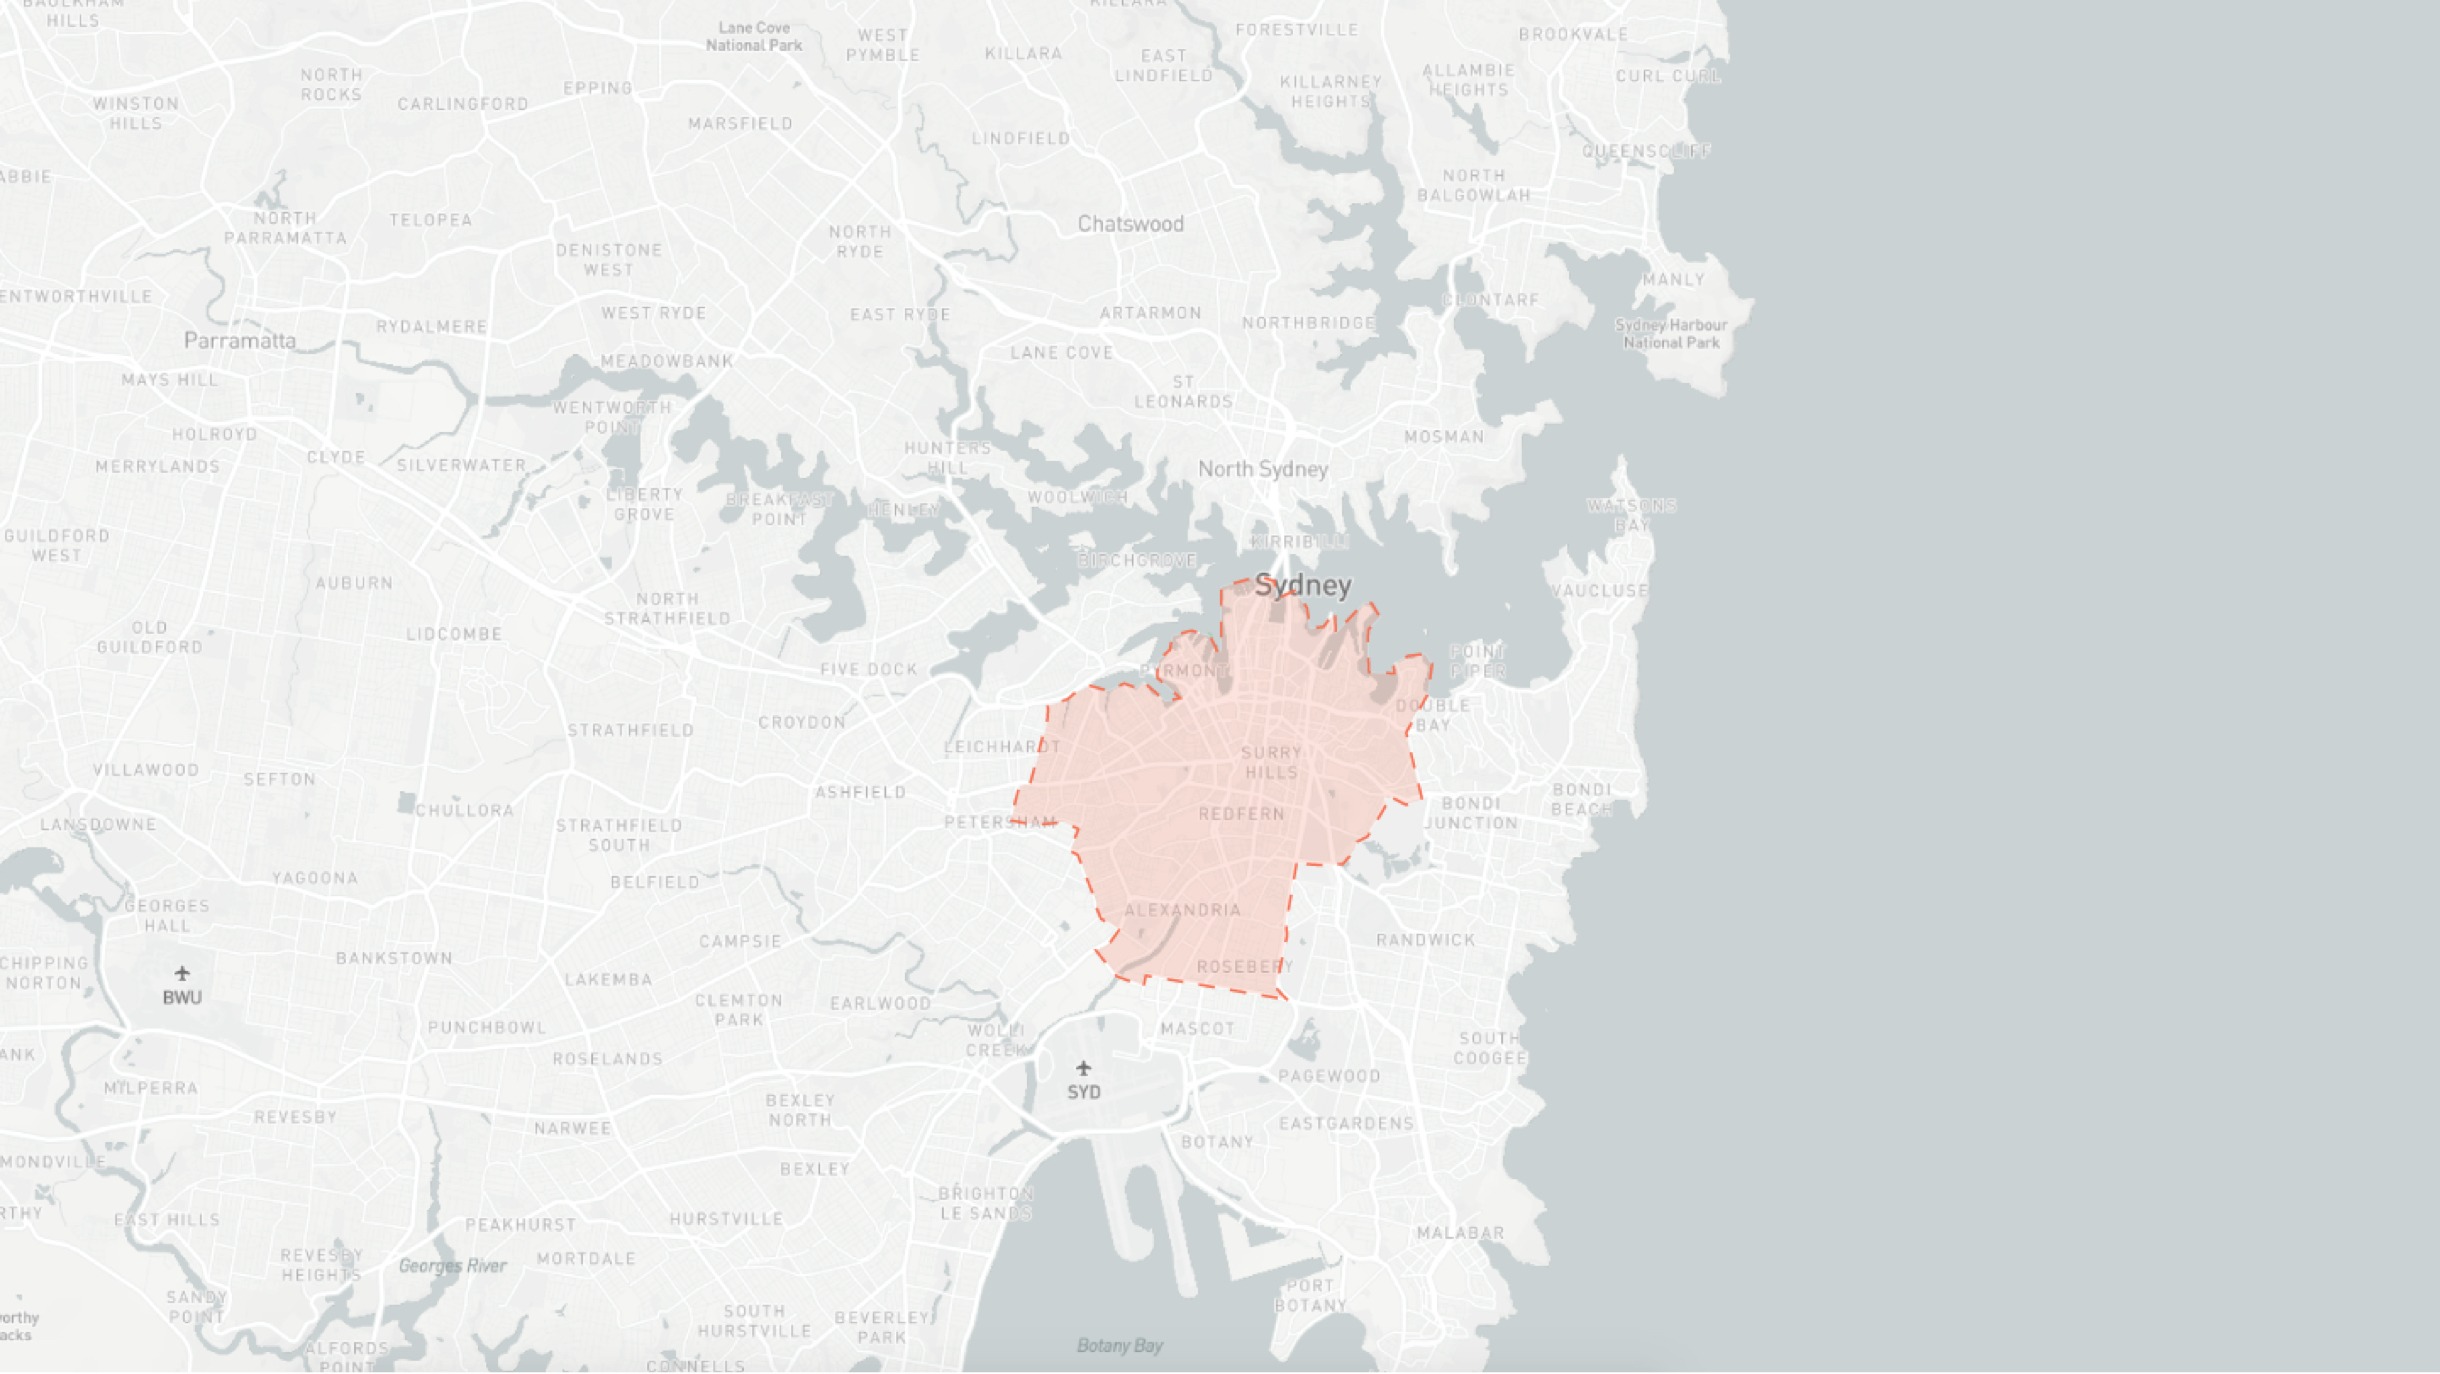 HILLS
Lane Cove
National Park
WEST
PYMBLE
KILLARA
EAST
LINDFIELD
FORESTVILLE
BROOKVALE
KILLARNEY
HEIGHTS
ALLAMBIE
HEIGHTS
CURL CURL
NORTH
ROCKS
WINSTON
HILLS
CARLINGFORD
EPPING
MARSFIELD
LINDFIELD
QUEENSCLIFF
ABBIE
NORTH
BALGOWLAH
NORTH
PARRAMATTA
TELOPEA
DENISTONE
WEST
NORTH
RYDE
Chatswood
MANLY
ENTWORTHVILLE
CLONTARF
Sydney Harbour
National Park
Parramatta
RYDALMERE
WEST RYDE
EAST RYDE
ARTARMON
NORTHBRIDGE
MEADOWBANK
LANE COVE
MAYS HILL
ST
LEONARDS
WENTWORTH
POINT
HOLROYD
MERRYLANDS
CLYDE
SILVERWATER
HUNTERS
HILL
MOSMAN
North Sydney
LIBERTY
GROVE
BREAKFAST
POINT
HENLEY
WOOLWICH
WATSONS
BAY
GUILDFORD
WEST
KIRRIBILLI
BIRCHGROVE
AUBURN
Sydney
VAUCLUSE
NORTH
STRATHFIELD
OLD
GUILDFORD
LIDCOMBE
FIVE DOCK
PYRMONT
POINT
PIPER
STRATHFIELD
CROYDON
DOUBLE
BAY
LEICHHARDT
SURRY
HILLS
VILLAWOOD
SEFTON
ASHFIELD
BONDI
BEACH
CHULLORA
BONDI
JUNCTION
LANSDOWNE
STRATHFIELD
SOUTH
PETERSHAM
REDFERN
YAGOONA
BELFIELD
GEORGES
HALL
ALEXANDRIA
CAMPSIE
RANDWICK
BANKSTOWN
CHIPPING
NORTON
LAKEMBA
ROSEBERY
BWU
CLEMTON
PARK
EARLWOOD
PUNCHBOWL
WOLLI
CREEK
MASCOT
ANK
ROSELANDS
SOUTH
COOGEE
MILPERRA
SYD
PAGEWOOD
REVESBY
BEXLEY
NORTH
NARWEE
EASTGARDENS
BOTANY
MONDVILLE
BEXLEY
BRIGHTON
LE SANDS
RTHY
EAST HILLS
PEAKHURST
HURSTVILLE
MALABAR
REVESBY
HEIGHTS
Georges River
MORTDALE
SANDY
POINT
PORT
BOTANY
orthy
acks
SOUTH
HURSTVILLE
BEVERLEY
PARK
Botany Bay
ALFORDS
POINT
CONNELLS